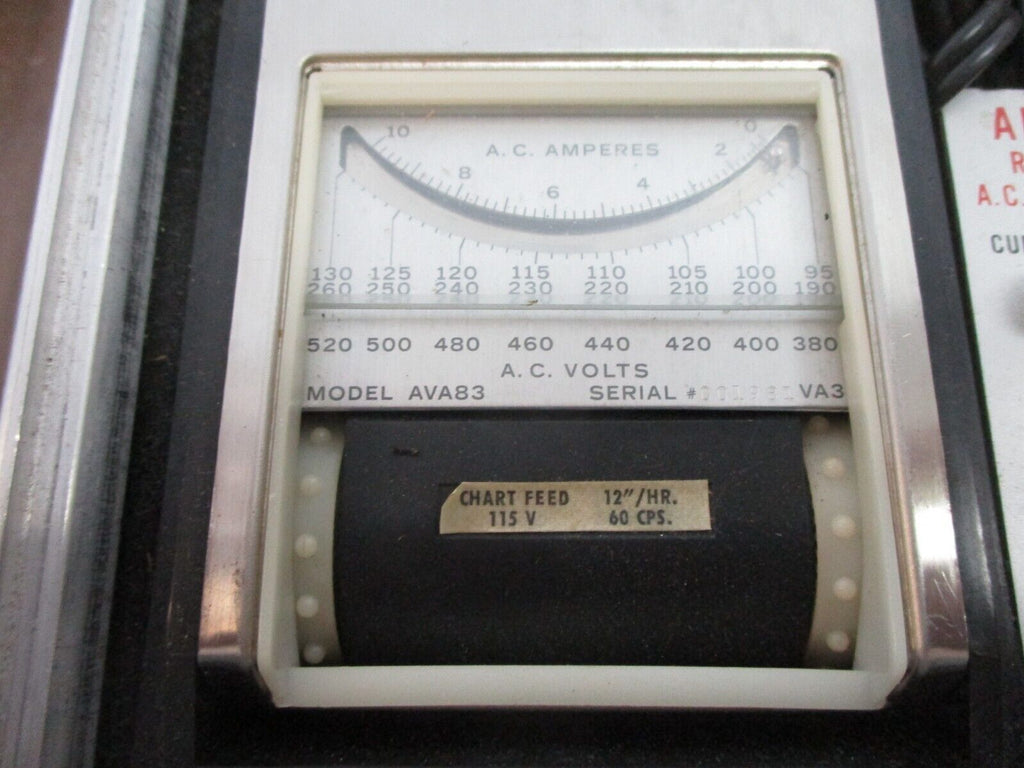 10 0
A.C. AMPERES 2
8
6 4
130 125 120 115 110 105 100 95
260 250 240 230 220 210 200 190
520 500 480 460 440 420 400 380
A.C. VOLTS
MODEL AVA83 SERIAL # VA3
CHART FEED 12"/HR.
115 V 60 CPS.
A.C.